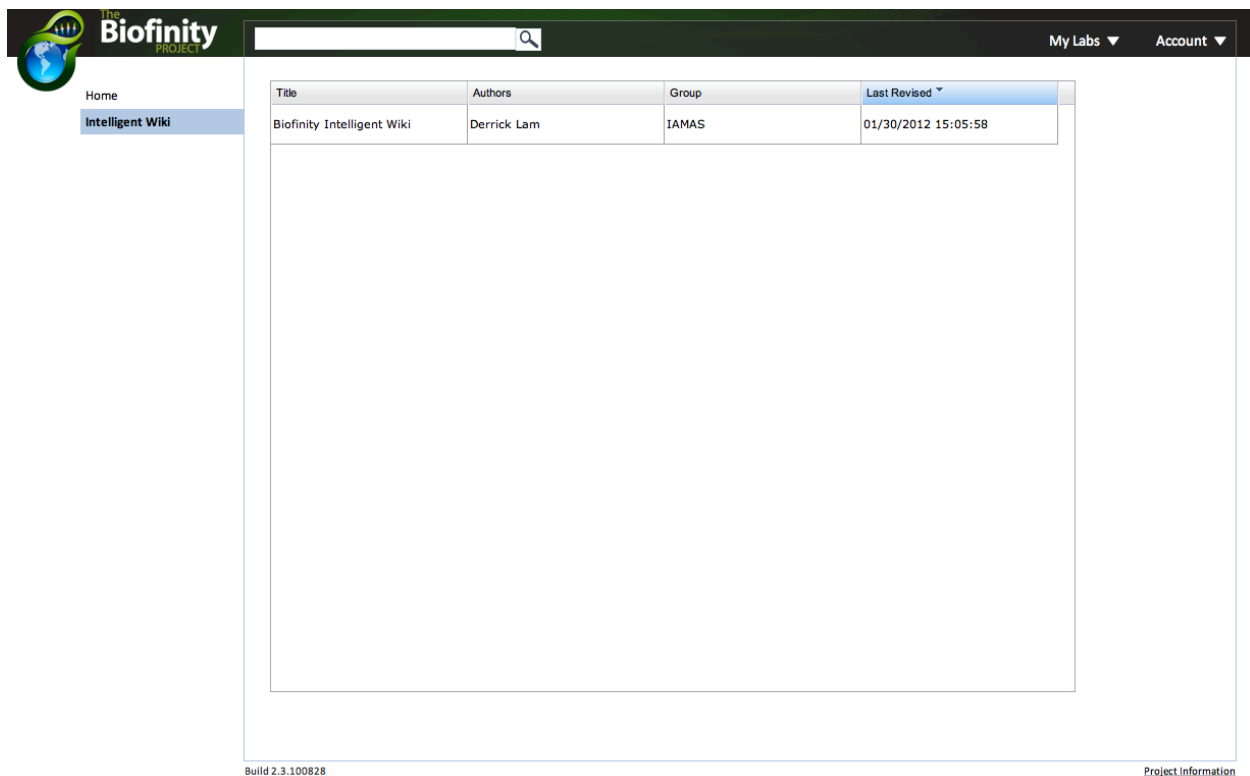 The
Biofinity
PROJECT
My Labs ▼ Account ▼
Home
Intelligent Wiki
Title Authors Group Last Revised
Biofinity Intelligent Wiki Derrick Lam IAMAS 01/30/2012 15:05:58
Build 2.3.100828 Project Information